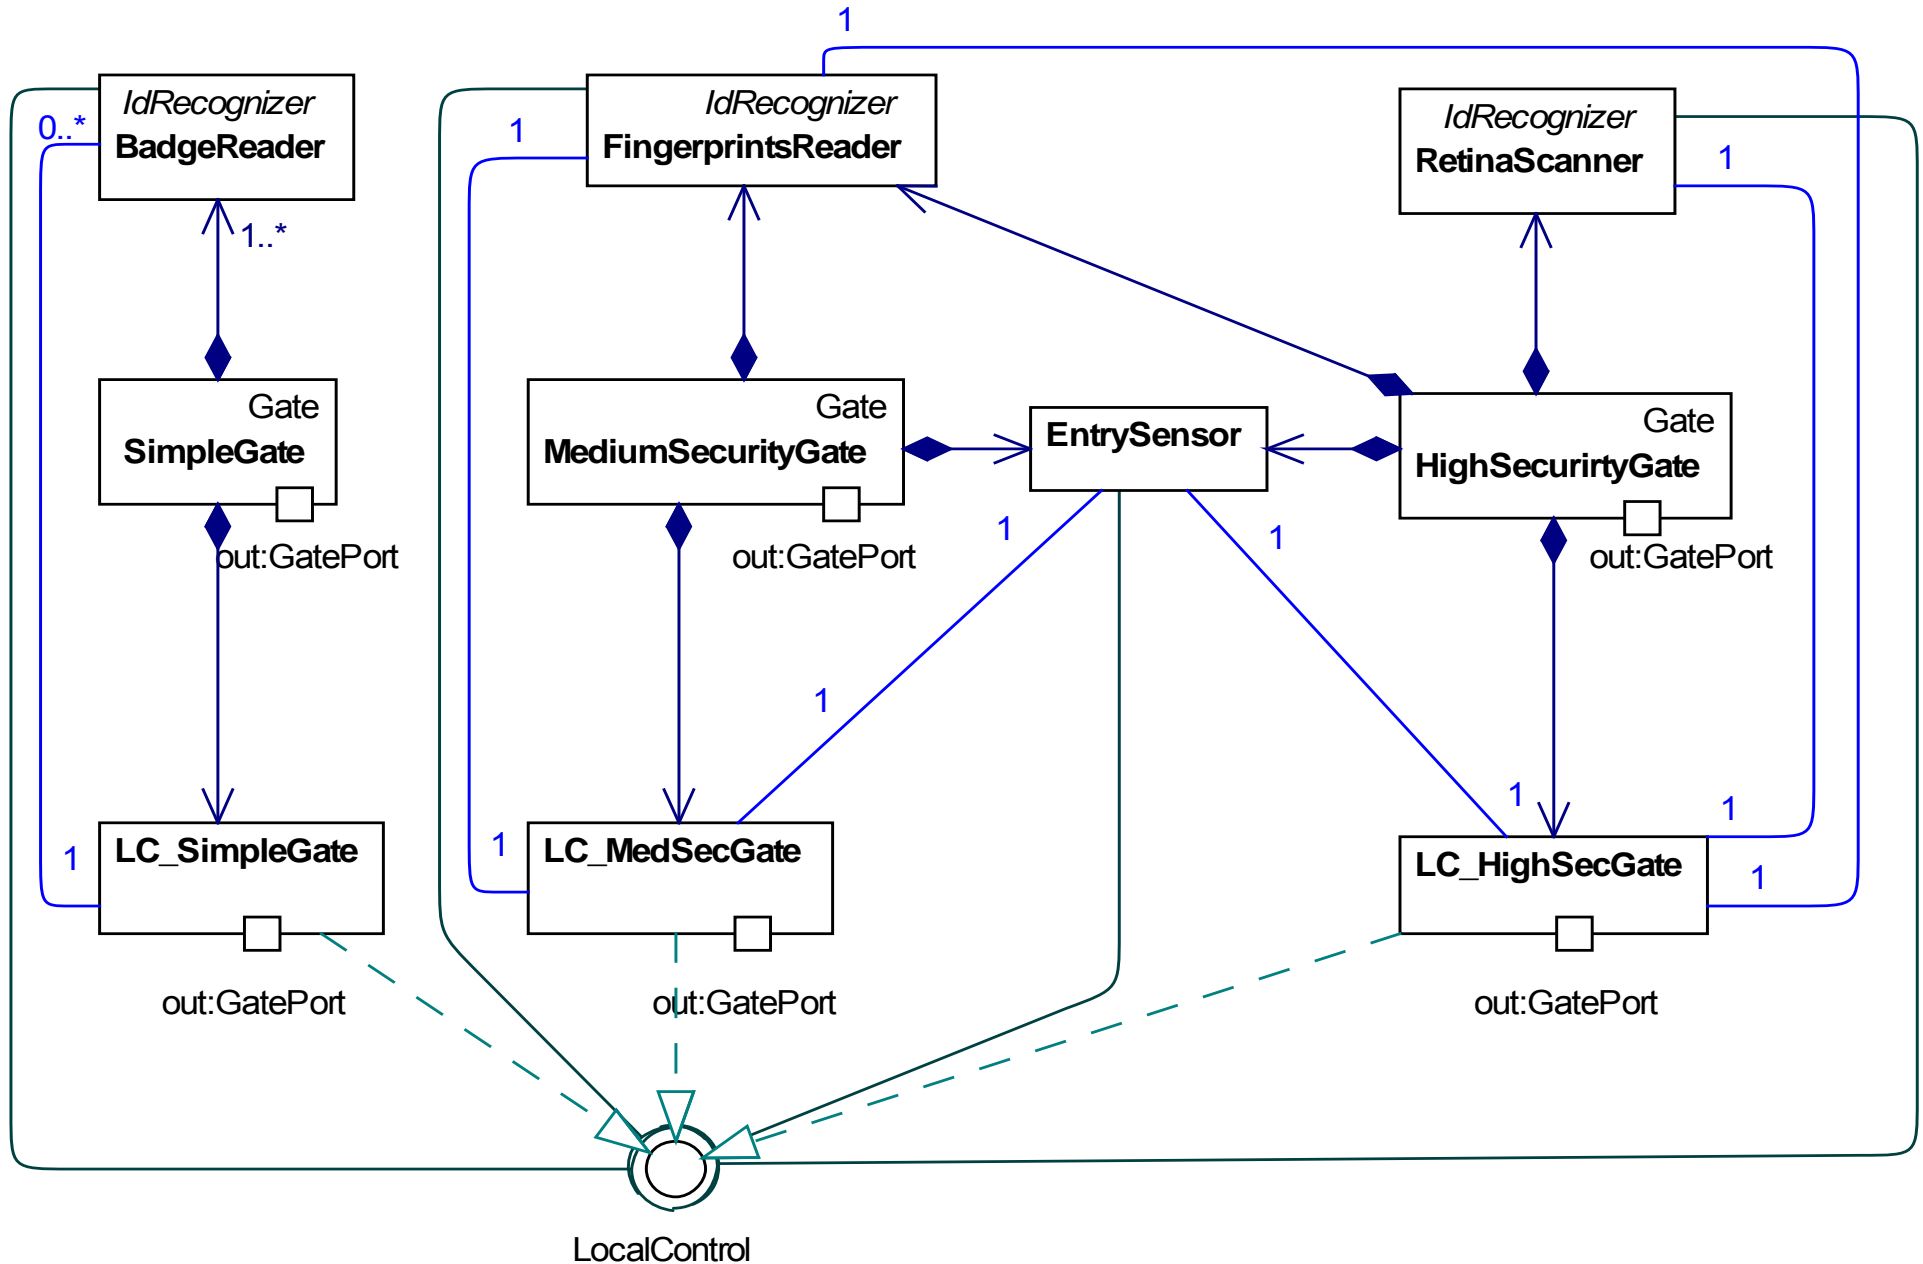 1
IdRecognizer
BadgeReader
0..*
1..*
IdRecognizer
FingerprintsReader
1
IdRecognizer
RetinaScanner
1
Gate
SimpleGate
out:GatePort
Gate
MediumSecurityGate
out:GatePort
EntrySensor
Gate
HighSecurirtyGate
out:GatePort
1
1
1
1
1
1
LC_SimpleGate
out:GatePort
1
LC_MedSecGate
out:GatePort
LC_HighSecGate
1
out:GatePort
LocalControl